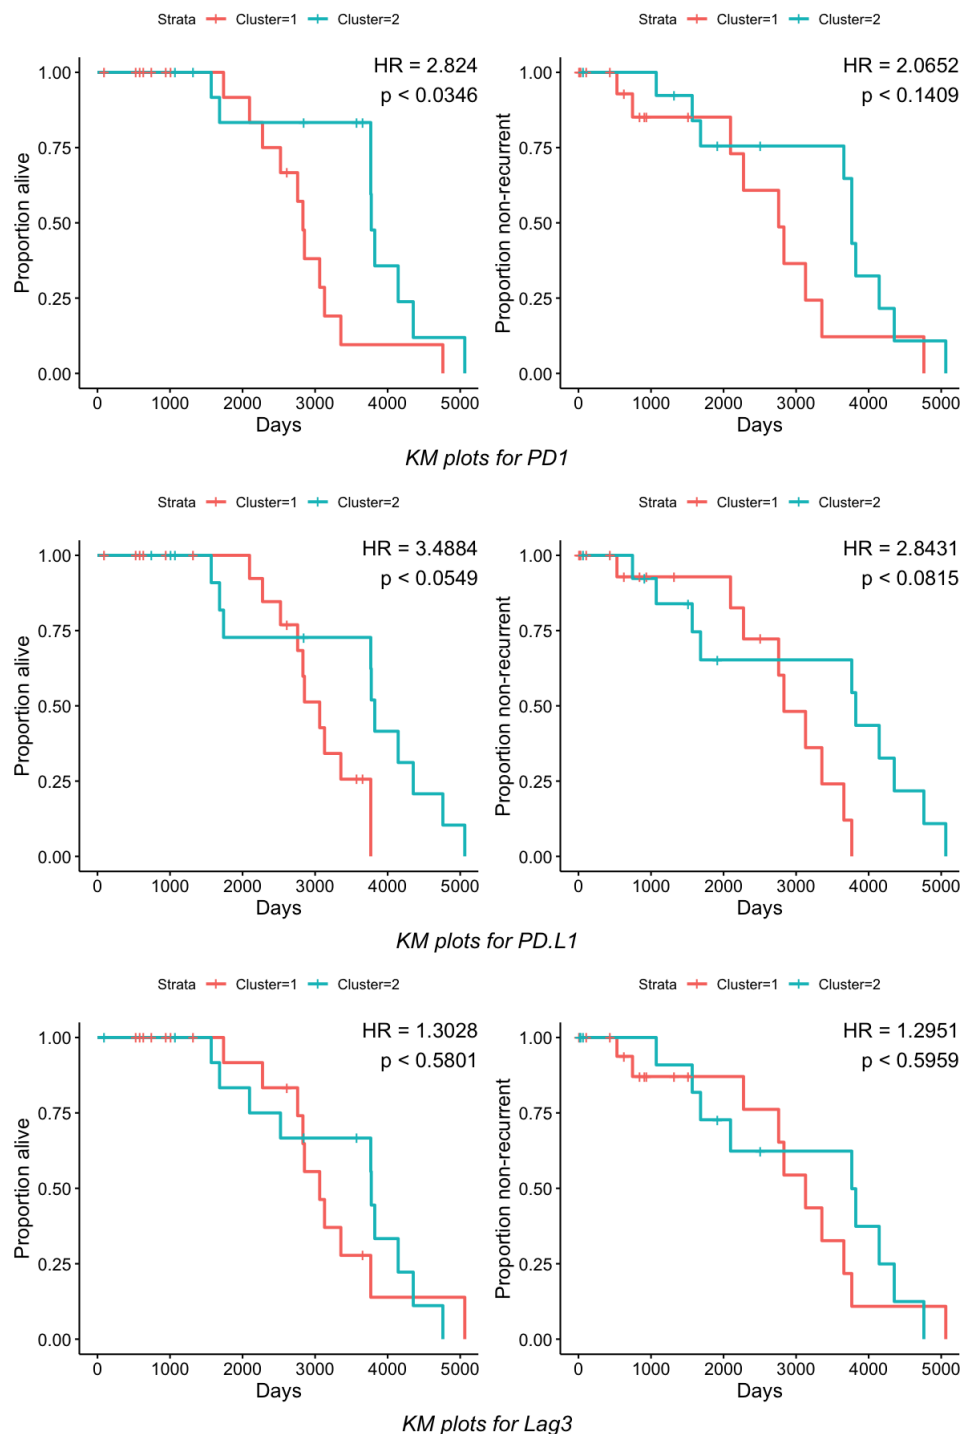 Strata Cluster=1 Cluster=2
HR = 2.824
p < 0.0346
Proportion alive
1.00
0.75
0.50
0.25
0.00
0 1000 2000 3000 4000 5000
Days
Strata Cluster=1 Cluster=2
HR = 2.0652
p < 0.1409
Proportion non-recurrent
1.00
0.75
0.50
0.25
0.00
0 1000 2000 3000 4000 5000
Days
KM plots for PD1
Strata Cluster=1 Cluster=2
HR = 3.4884
p < 0.0549
Proportion alive
1.00
0.75
0.50
0.25
0.00
0 1000 2000 3000 4000 5000
Days
Strata Cluster=1 Cluster=2
HR = 2.8431
p < 0.0815
Proportion non-recurrent
1.00
0.75
0.50
0.25
0.00
0 1000 2000 3000 4000 5000
Days
KM plots for PD.L1
Strata Cluster=1 Cluster=2
HR = 1.3028
p < 0.5801
Proportion alive
1.00
0.75
0.50
0.25
0.00
0 1000 2000 3000 4000 5000
Days
Strata Cluster=1 Cluster=2
HR = 1.2951
p < 0.5959
Proportion non-recurrent
1.00
0.75
0.50
0.25
0.00
0 1000 2000 3000 4000 5000
Days
KM plots for Lag3